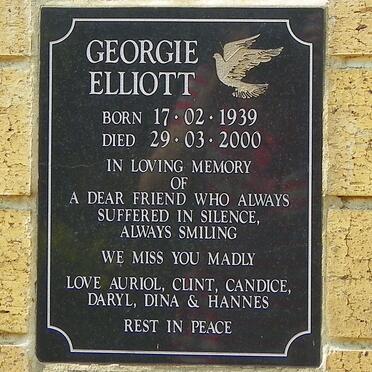 GEORGIE
ELLIOTT
BORN 17·02·1939
DIED 29·03·2000
IN LOVING MEMORY
OF
A DEAR FRIEND WHO ALWAYS
SUFFERED IN SILENCE,
ALWAYS SMILING
WE MISS YOU MADLY
LOVE AURIOL, CLINT, CANDICE,
DARYL, DINA & HANNES
REST IN PEACE